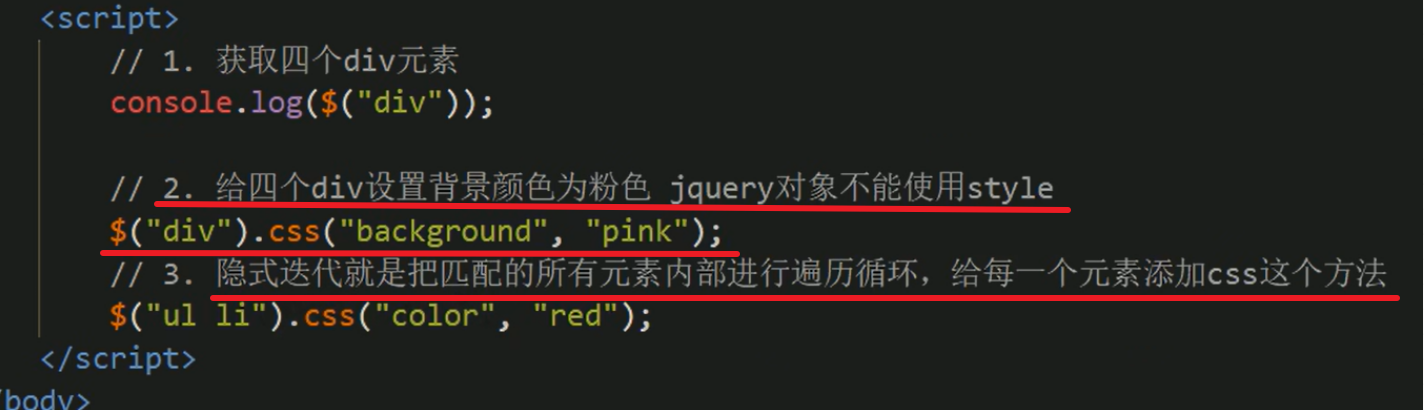 <script>
// 1. 获取四个div元素
console.log($("div"));
// 2. 给四个div设置背景颜色为粉色 jquery对象不能使用style
$("div").css("background", "pink");
// 3. 隐式迭代就是把匹配的所有元素内部进行遍历循环，给每一个元素添加css这个方法
$("ul li").css("color", "red");
</script>
/body>